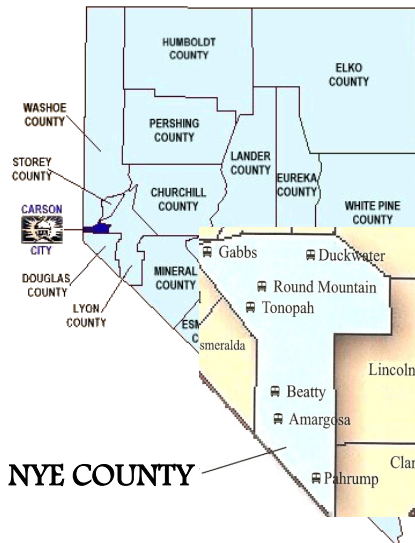 HUMBOLDT
COUNTY
ELKO
COUNTY
WASHOE
COUNTY
PERSHING
COUNTY
LANDER
COUNTY
EUREKA
COUNTY
STOREY
COUNTY
CHURCHILL
COUNTY
WHITE PINE
COUNTY
CARSON
CITY
DOUGLAS
COUNTY
LYON
COUNTY
MINERAL
COUNTY
ESM
C
Gabbs
Duckwater
Round Mountain
Tonopah
smeralda
Lincoln
Beatty
Amargosa
Clar
Pahrump
NYE COUNTY